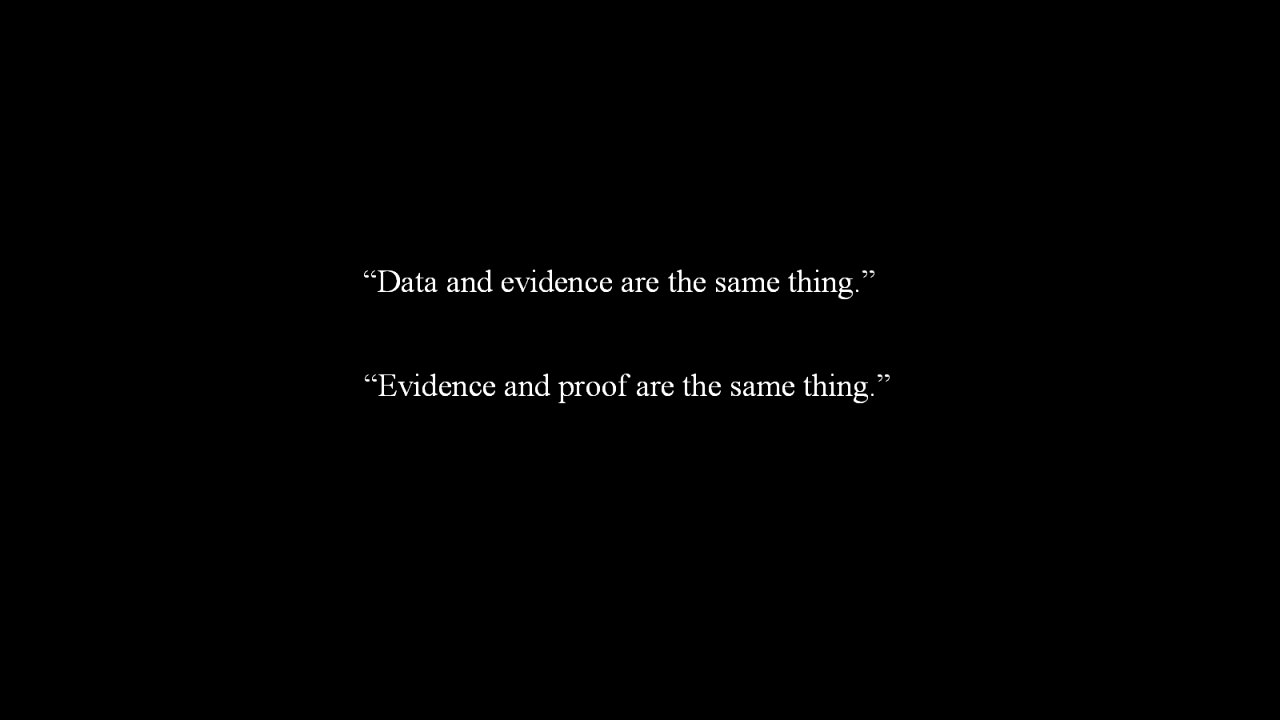 “Data and evidence are the same thing.”
“Evidence and proof are the same thing.”